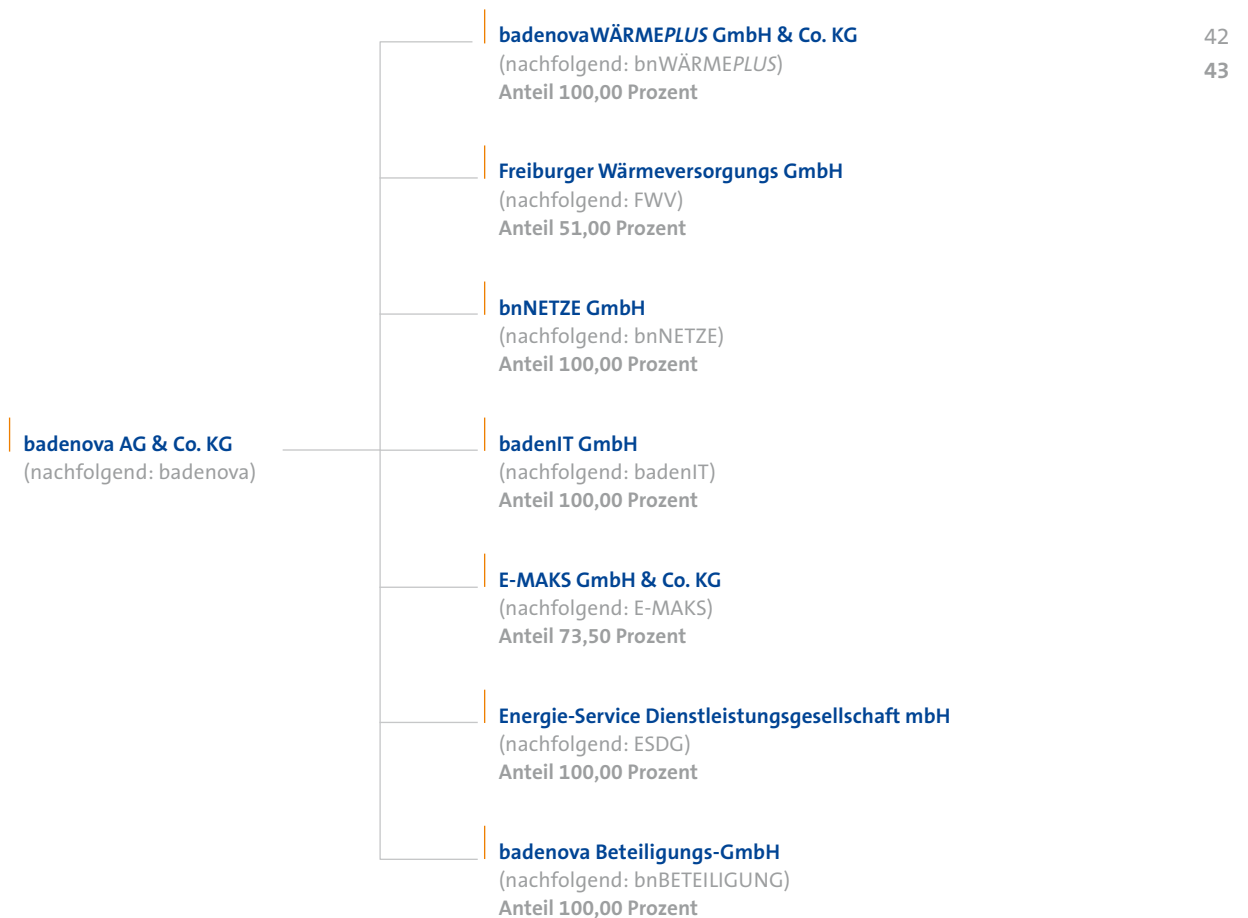 badenovaWÄRMEPLUS GmbH & Co. KG
(nachfolgend: bnWÄRMEPLUS)
Anteil 100,00 Prozent
42
43
Freiburger Wärmeversorgungs GmbH
(nachfolgend: FWV)
Anteil 51,00 Prozent
bnNETZE GmbH
(nachfolgend: bnNETZE)
Anteil 100,00 Prozent
badenova AG & Co. KG
(nachfolgend: badenova)
badenIT GmbH
(nachfolgend: badenIT)
Anteil 100,00 Prozent
E-MAKS GmbH & Co. KG
(nachfolgend: E-MAKS)
Anteil 73,50 Prozent
Energie-Service Dienstleistungsgesellschaft mbH
(nachfolgend: ESDG)
Anteil 100,00 Prozent
badenova Beteiligungs-GmbH
(nachfolgend: bnBETEILIGUNG)
Anteil 100,00 Prozent